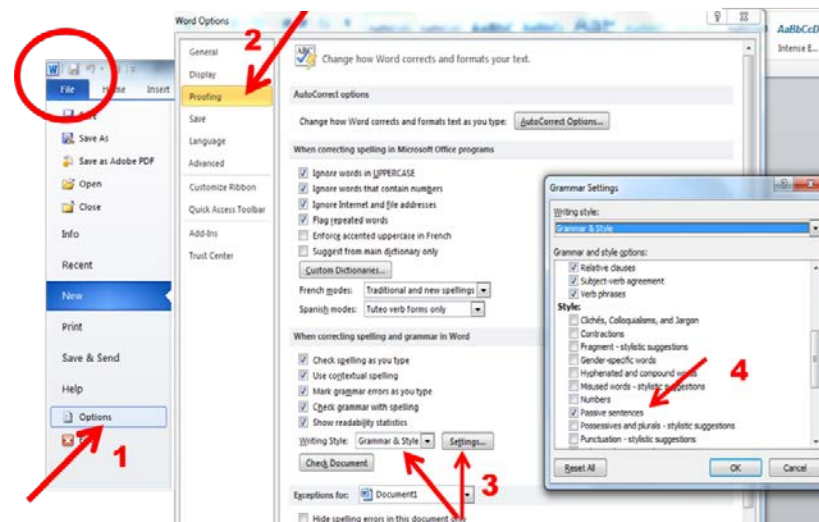 File Home Insert
Save As
Save as Adobe PDF
Open
Close
Info
Recent
New
Print
Save & Send
Help
Options
1
Word Options
General
Display
Proofing
Save
Language
Advanced
Customize Ribbon
Quick Access Toolbar
Add-Ins
Trust Center
2
Change how Word corrects and formats your text.
AutoCorrect options
Change how Word corrects and formats text as you type: AutoCorrect Options...
When correcting spelling in Microsoft Office programs
Ignore words in UPPERCASE
Ignore words that contain numbers
Ignore Internet and file addresses
Flag repeated words
Enforce accented uppercase in French
Suggest from main dictionary only
Custom Dictionaries...
French modes: Traditional and new spellings
Spanish modes: Tuteo verb forms only
When correcting spelling and grammar in Word
Check spelling as you type
Use contextual spelling
Mark grammar errors as you type
Check grammar with spelling
Show readability statistics
Writing Style: Grammar & Style Settings...
Check Document
3
Exceptions for: Document1
Hide spelling errors in this document only
AaBbCcD
Intense E...
Grammar Settings
Writing style:
Grammar & Style
Grammar and style options:
Relative clauses
Subject-verb agreement
Verb phrases
Style:
Clichés, Colloquialisms, and Jargon
Contractions
Fragment - stylistic suggestions
Gender-specific words
Hyphenated and compound words
Misused words - stylistic suggestions
Numbers
Passive sentences
Possessives and plurals - stylistic suggestions
Punctuation - stylistic suggestions
4
Reset All OK Cancel